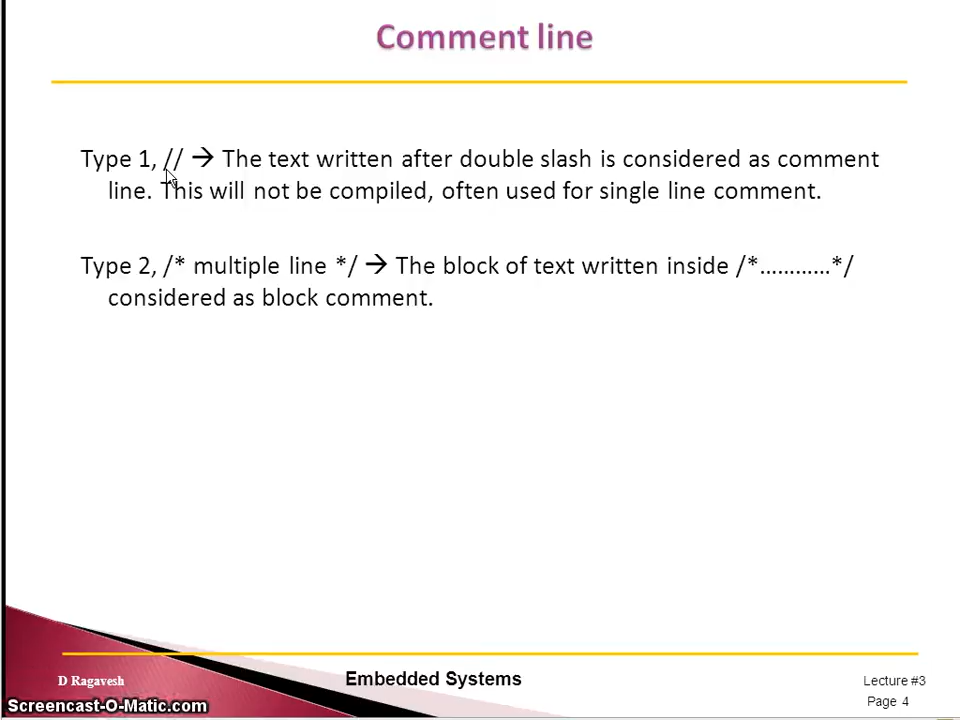 Comment line
Type 1, // → The text written after double slash is considered as comment
line. This will not be compiled, often used for single line comment.
Type 2, /* multiple line */ → The block of text written inside /*…………*/
considered as block comment.
D Ragavesh
Embedded Systems
Lecture #3
Page 4
Screencast-O-Matic.com